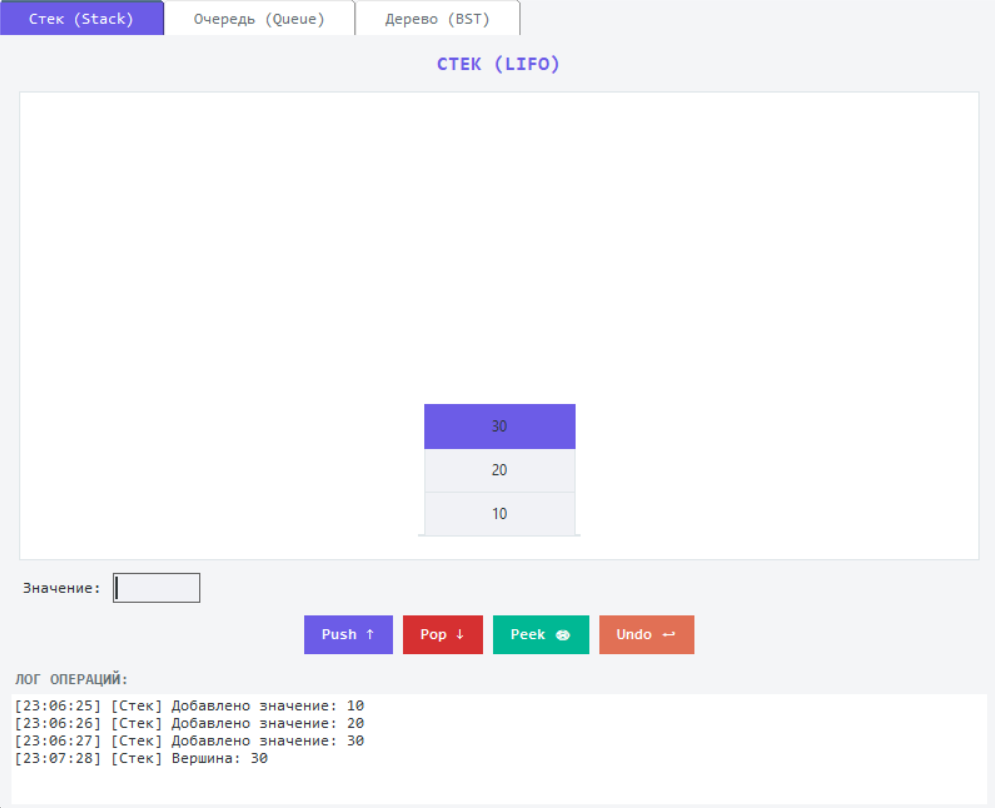 Стек (Stack) Очередь (Queue) Дерево (BST)
СТЕК (LIFO)
30
20
10
Значение:
Push ↑ Pop ↓ Peek 👁 Undo ↩
ЛОГ ОПЕРАЦИЙ:
[23:06:25] [Стек] Добавлено значение: 10
[23:06:26] [Стек] Добавлено значение: 20
[23:06:27] [Стек] Добавлено значение: 30
[23:07:28] [Стек] Вершина: 30